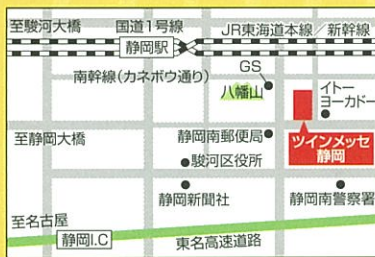 至駿河大橋
国道1号線
JR東海道本線／新幹線
静岡駅
南幹線(カネボウ通り)
GS
八幡山
イトー
ヨーカドー
至静岡大橋
静岡南郵便局
ツインメッセ
静岡
駿河区役所
静岡新聞社
静岡南警察署
至名古屋
静岡I.C
東名高速道路